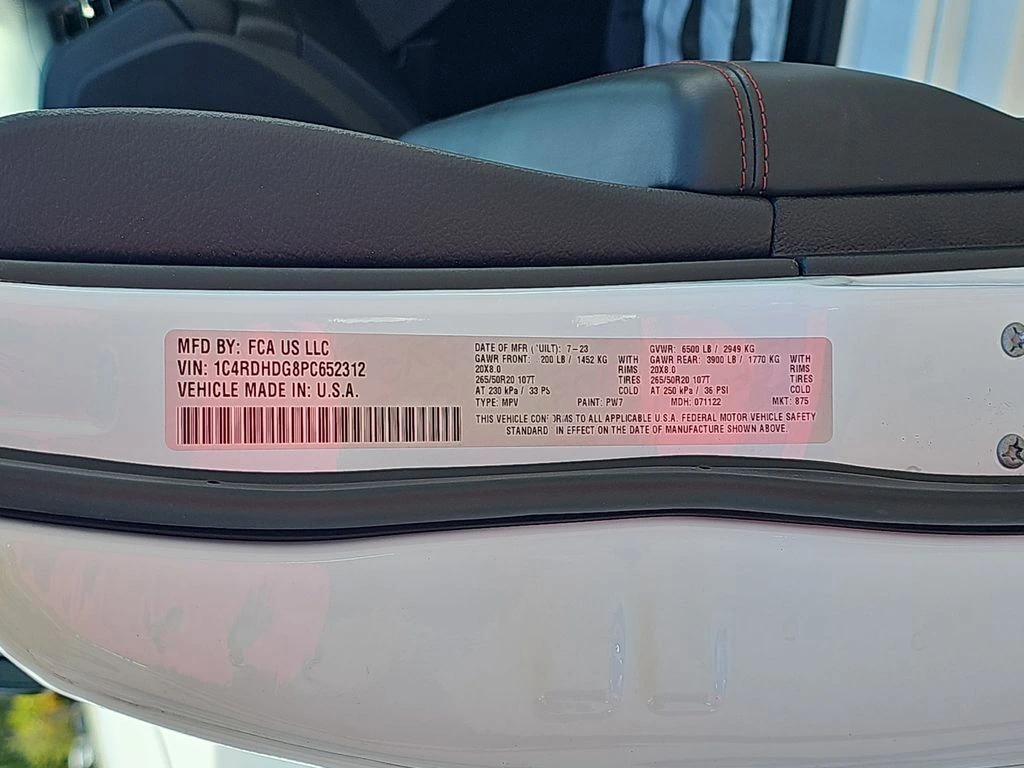 MFD BY: FCA US LLC
VIN: 1C4RDHDG8PC652312
VEHICLE MADE IN: U.S.A.
DATE OF MFR ( UILT): 7-23
GAWR FRONT: 200 LB / 1452 KG WITH
20X8.0 RIMS
265/50R20 107T TIRES
AT 230 kPa / 33 PS COLD
TYPE: MPV PAINT: PW7
GVWR: 6500 LB / 2949 KG
GAWR REAR: 3900 LB / 1770 KG WITH
20X8.0 RIMS
265/50R20 107T TIRES
AT 250 kPa / 36 PSI COLD
MDH: 071122 MKT: 875
THIS VEHICLE CONFORMS TO ALL APPLICABLE U.S.A. FEDERAL MOTOR VEHICLE SAFETY
STANDARD IN EFFECT ON THE DATE OF MANUFACTURE SHOWN ABOVE.